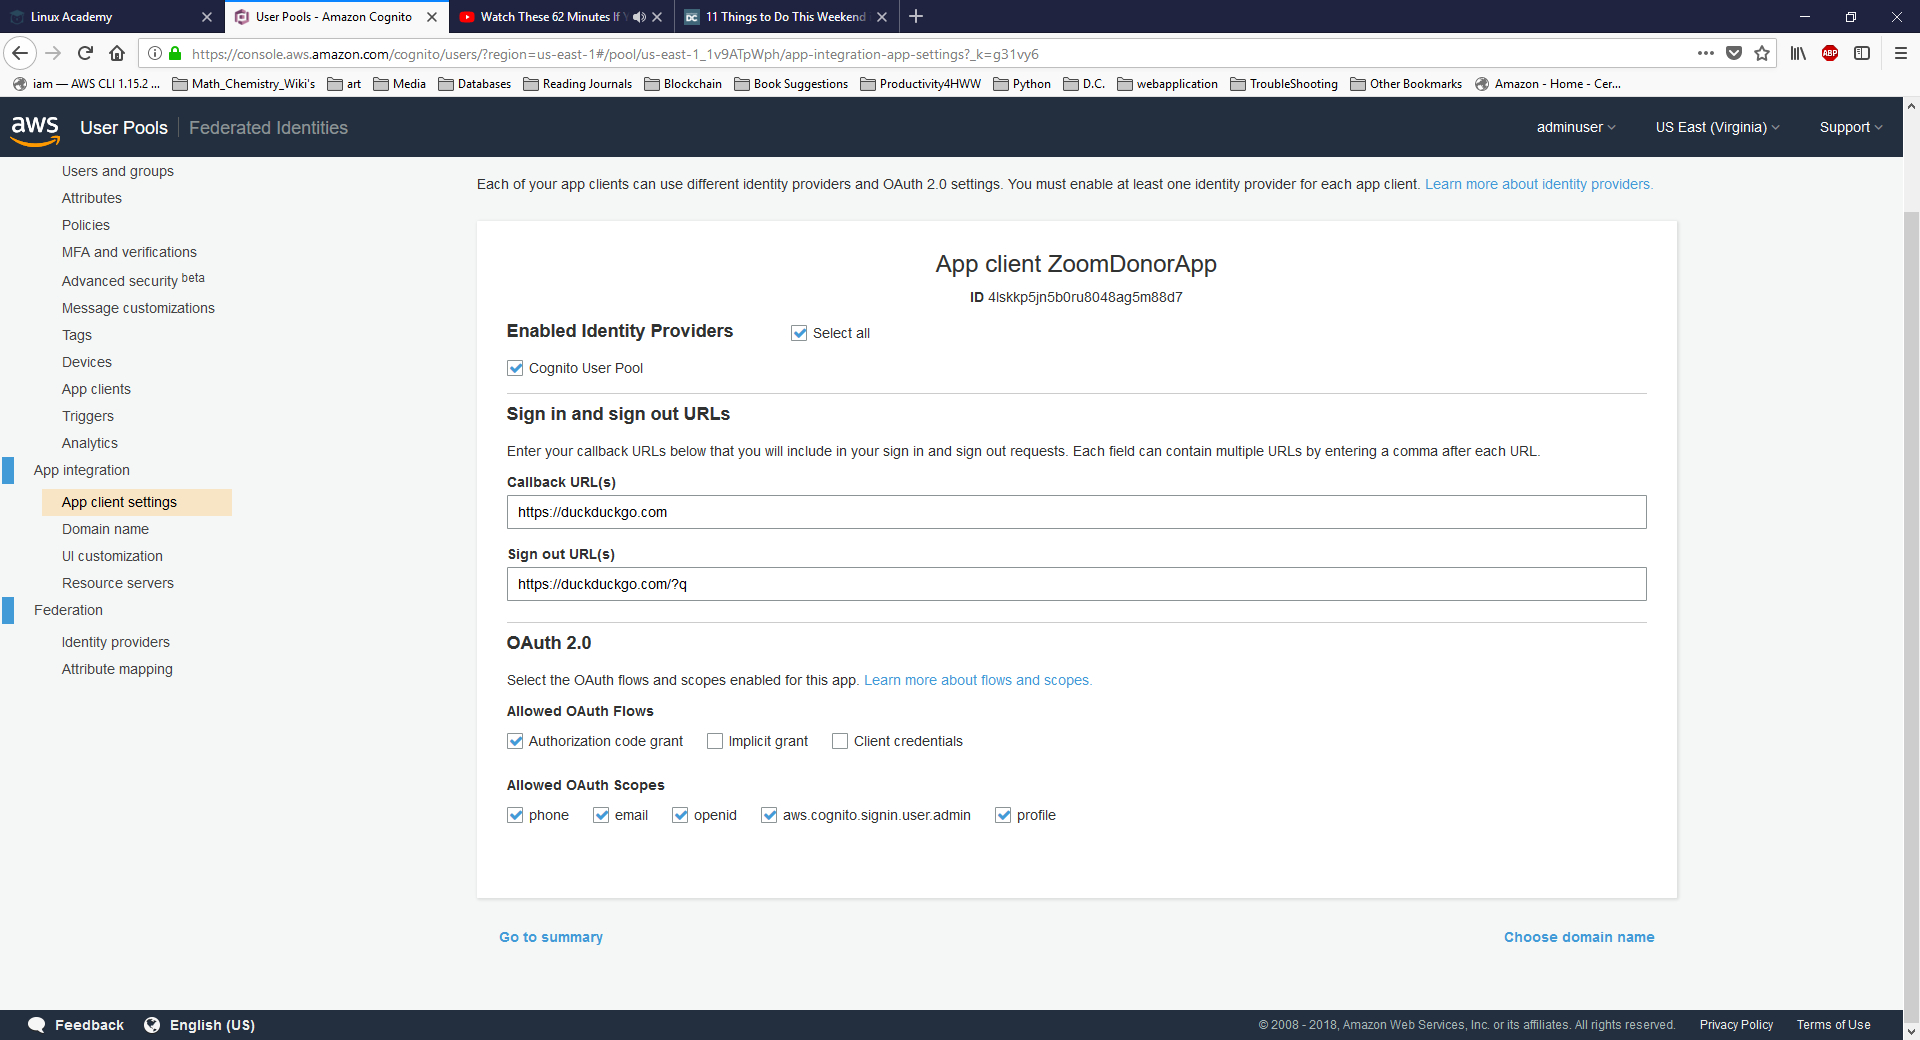 Linux Academy
User Pools - Amazon Cognito
Watch These 62 Minutes If
11 Things to Do This Weekend
https://console.aws.amazon.com/cognito/users/?region=us-east-1#/pool/us-east-1_1v9ATpWph/app-integration-app-settings?_k=g31vy6
ABP
iam — AWS CLI 1.15.2 ...
Math_Chemistry_Wiki's
art
Media
Databases
Reading Journals
Blockchain
Book Suggestions
Productivity4HWW
Python
D.C.
webapplication
TroubleShooting
Other Bookmarks
Amazon - Home - Cer...
aws
User Pools
Federated Identities
adminuser
US East (Virginia)
Support
Users and groups
Attributes
Policies
MFA and verifications
Advanced security beta
Message customizations
Tags
Devices
App clients
Triggers
Analytics
App integration
App client settings
Domain name
UI customization
Resource servers
Federation
Identity providers
Attribute mapping
Each of your app clients can use different identity providers and OAuth 2.0 settings. You must enable at least one identity provider for each app client. Learn more about identity providers.
App client ZoomDonorApp
ID 4lskkp5jn5b0ru8048ag5m88d7
Enabled Identity Providers
Select all
Cognito User Pool
Sign in and sign out URLs
Enter your callback URLs below that you will include in your sign in and sign out requests. Each field can contain multiple URLs by entering a comma after each URL.
Callback URL(s)
https://duckduckgo.com
Sign out URL(s)
https://duckduckgo.com/?q
OAuth 2.0
Select the OAuth flows and scopes enabled for this app. Learn more about flows and scopes.
Allowed OAuth Flows
Authorization code grant
Implicit grant
Client credentials
Allowed OAuth Scopes
phone
email
openid
aws.cognito.signin.user.admin
profile
Go to summary
Choose domain name
Feedback
English (US)
© 2008 - 2018, Amazon Web Services, Inc. or its affiliates. All rights reserved.
Privacy Policy
Terms of Use